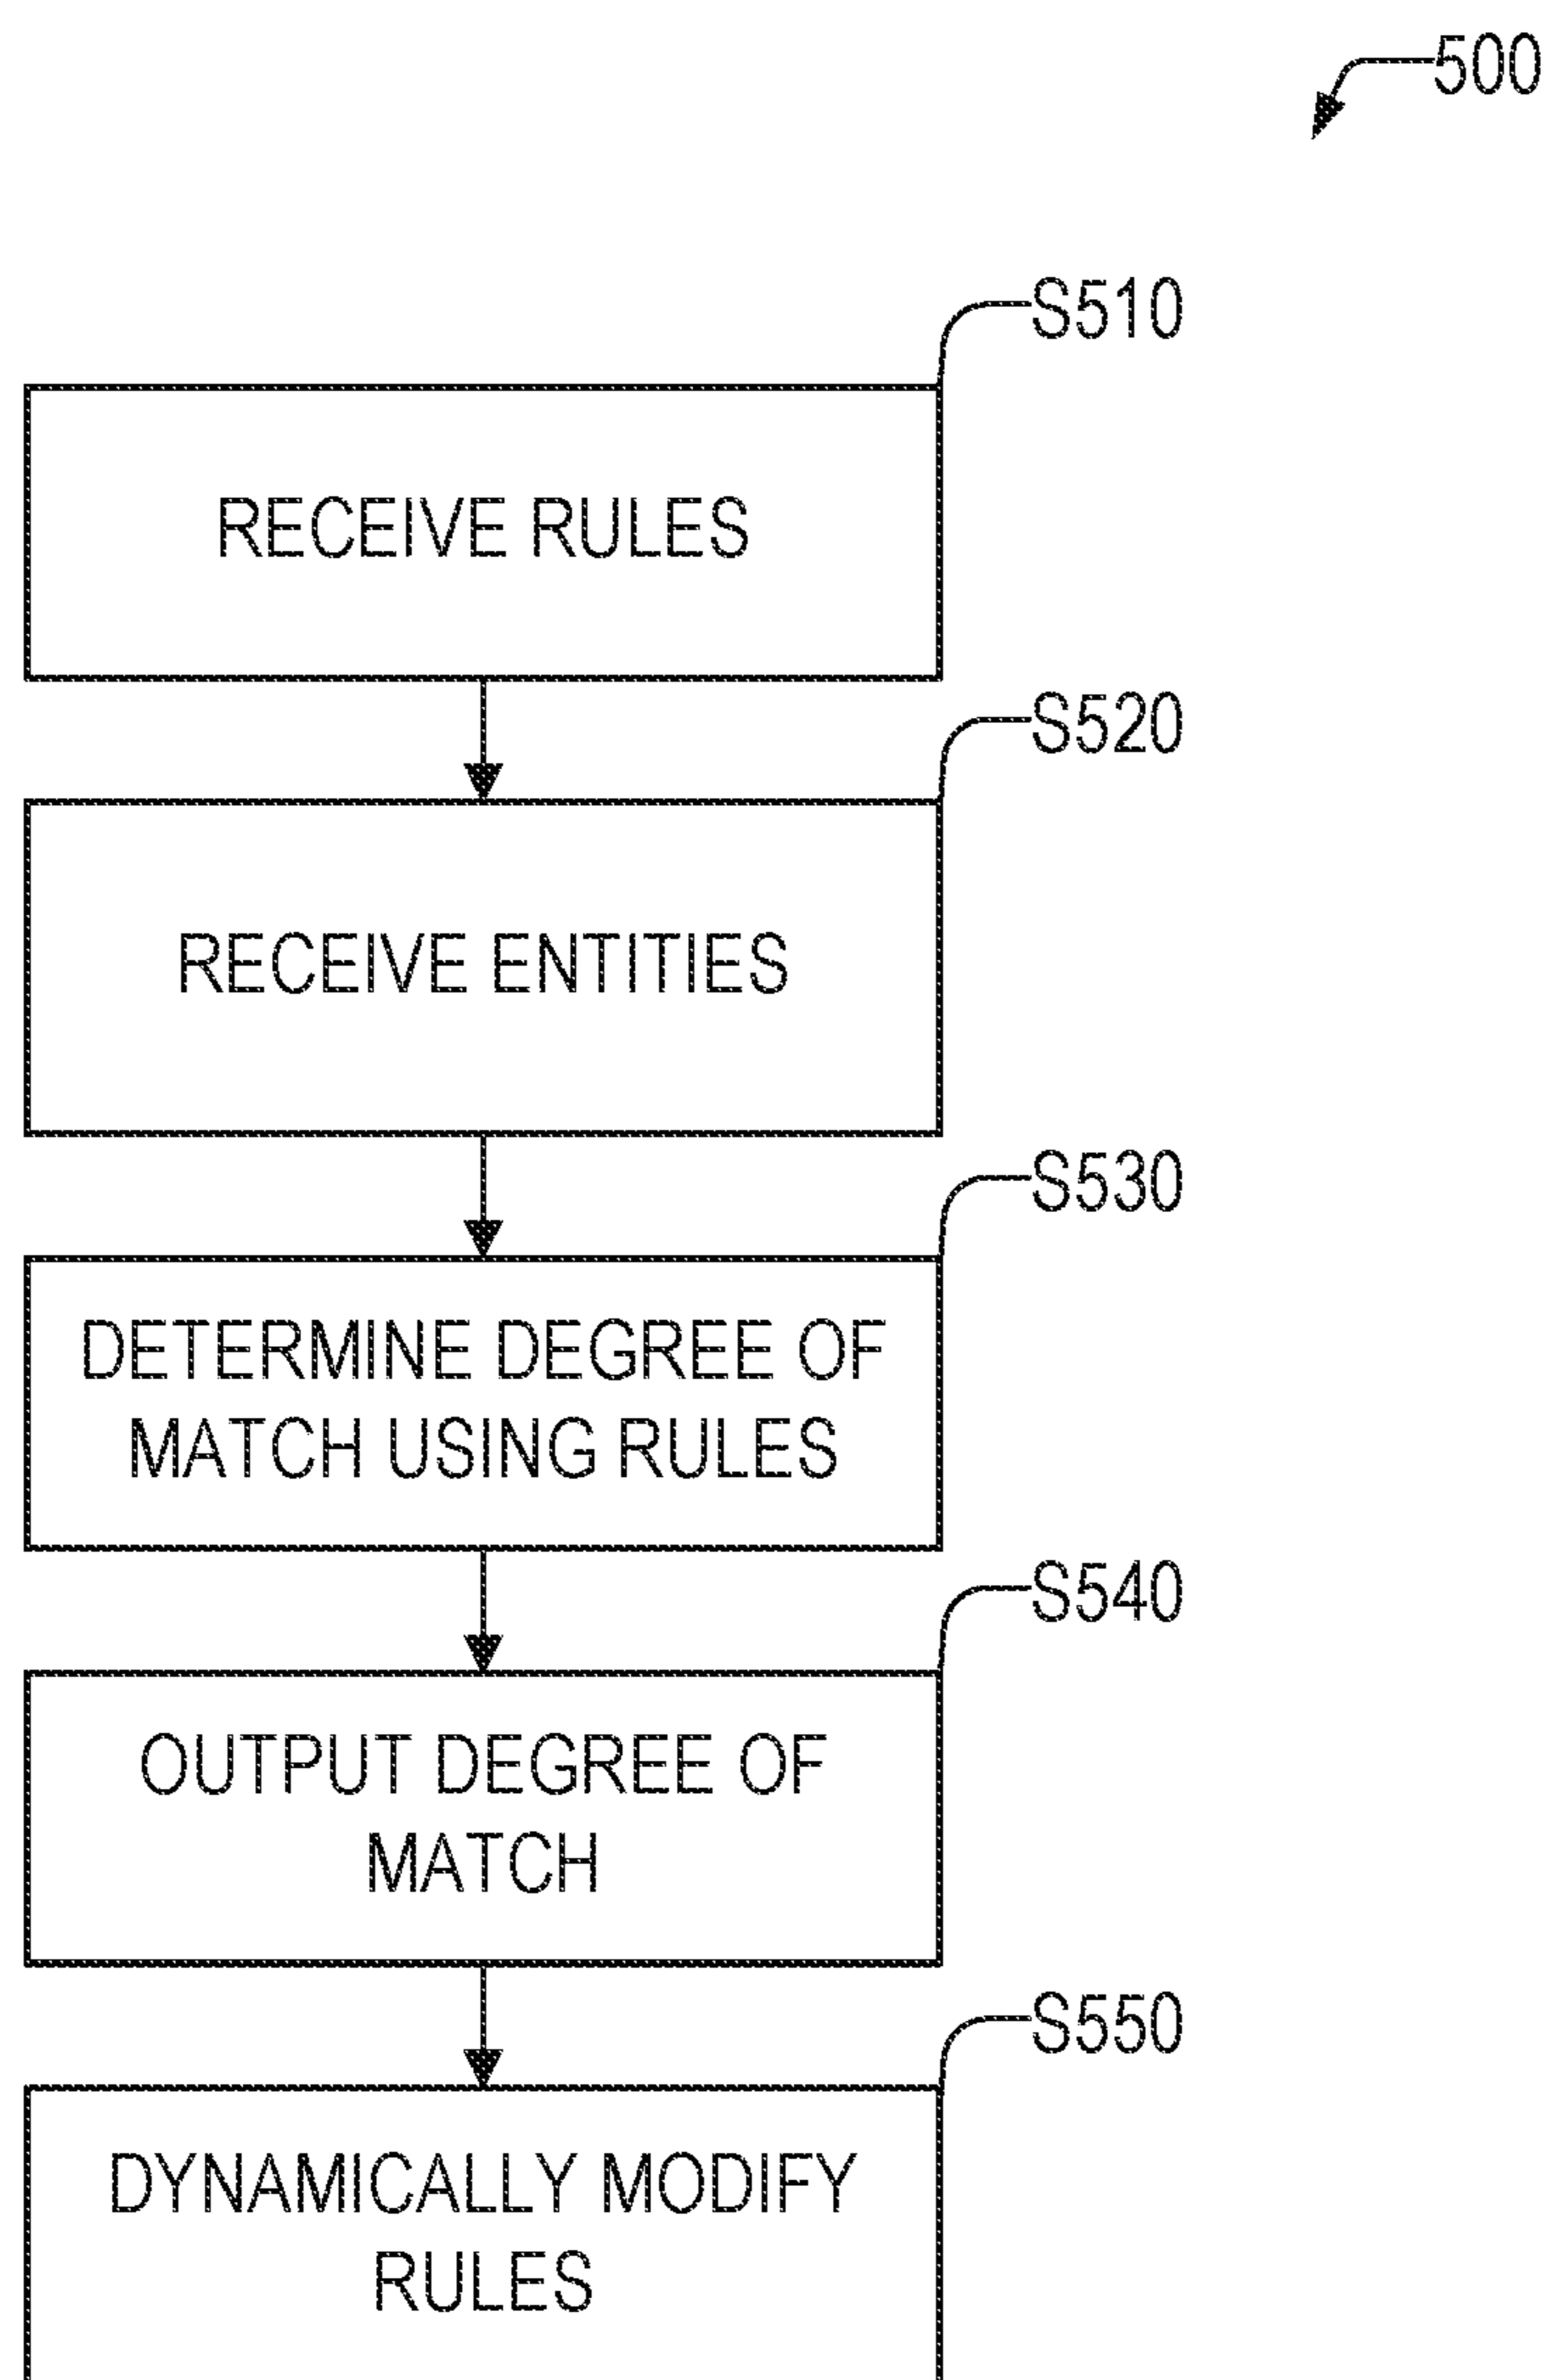 500
S510
RECEIVE RULES
S520
RECEIVE ENTITIES
S530
DETERMINE DEGREE OF
MATCH USING RULES
S540
OUTPUT DEGREE OF
MATCH
S550
DYNAMICALLY MODIFY
RULES